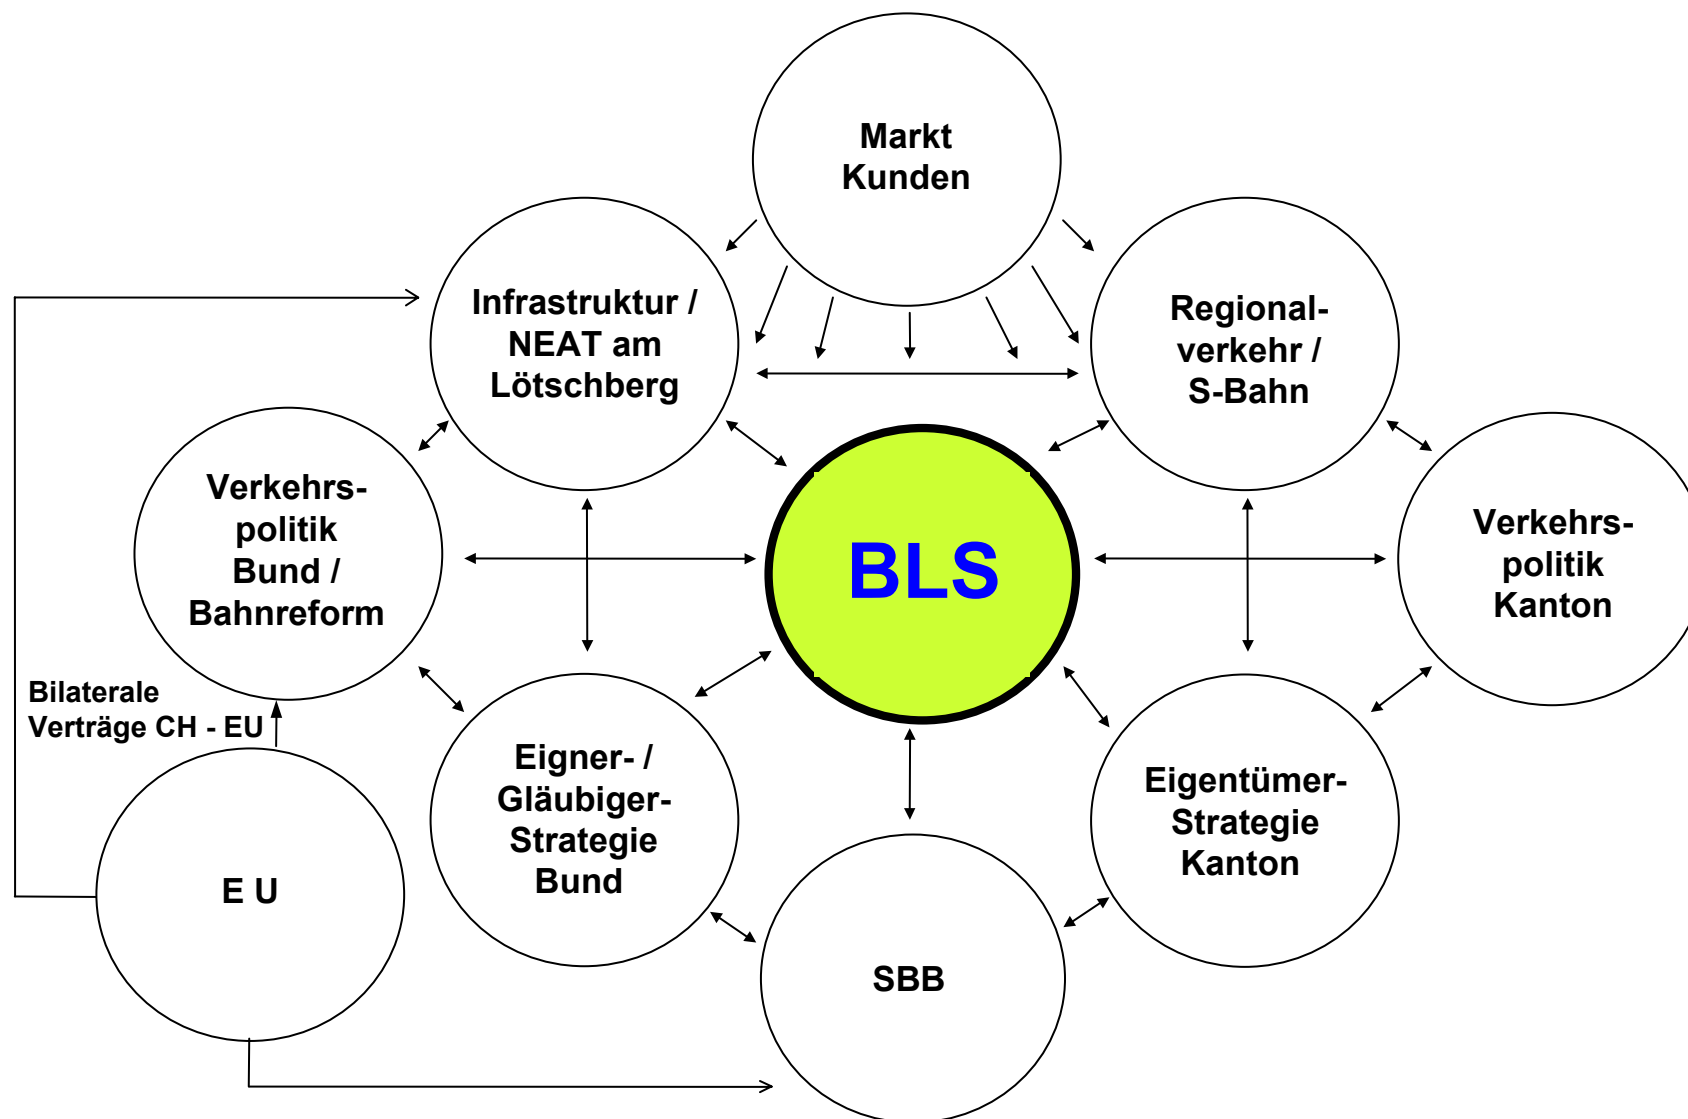 Markt
Kunden
Infrastruktur /
NEAT am
Lötschberg
Regional-
verkehr /
S-Bahn
Verkehrs-
politik
Bund /
Bahnreform
BLS
Verkehrs-
politik
Kanton
Bilaterale
Verträge CH - EU
Eigner- /
Gläubiger-
Strategie
Bund
Eigentümer-
Strategie
Kanton
E U
SBB